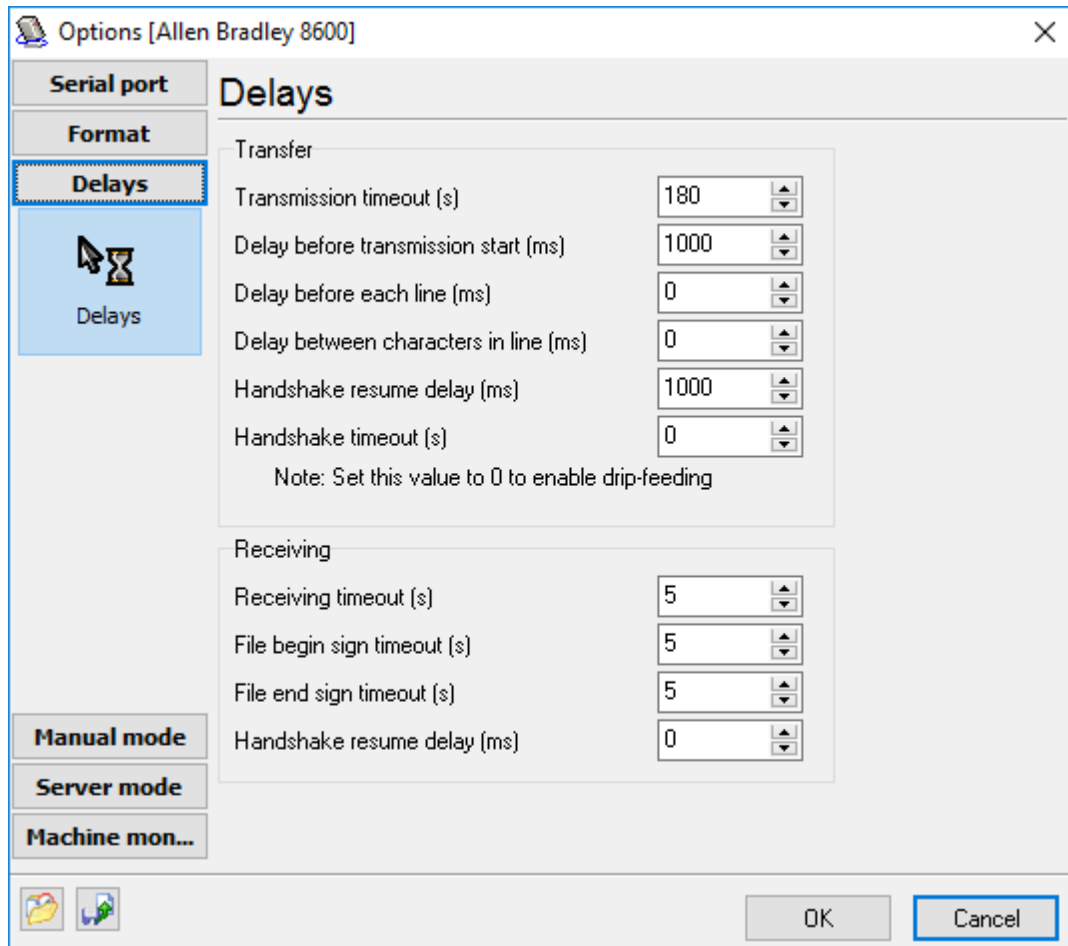 Options [Allen Bradley 8600]
Serial port
Format
Delays
Delays
Manual mode
Server mode
Machine mon...
Delays
Transfer
Transmission timeout (s) 180
Delay before transmission start (ms) 1000
Delay before each line (ms) 0
Delay between characters in line (ms) 0
Handshake resume delay (ms) 1000
Handshake timeout (s) 0
Note: Set this value to 0 to enable drip-feeding
Receiving
Receiving timeout (s) 5
File begin sign timeout (s) 5
File end sign timeout (s) 5
Handshake resume delay (ms) 0
OK Cancel